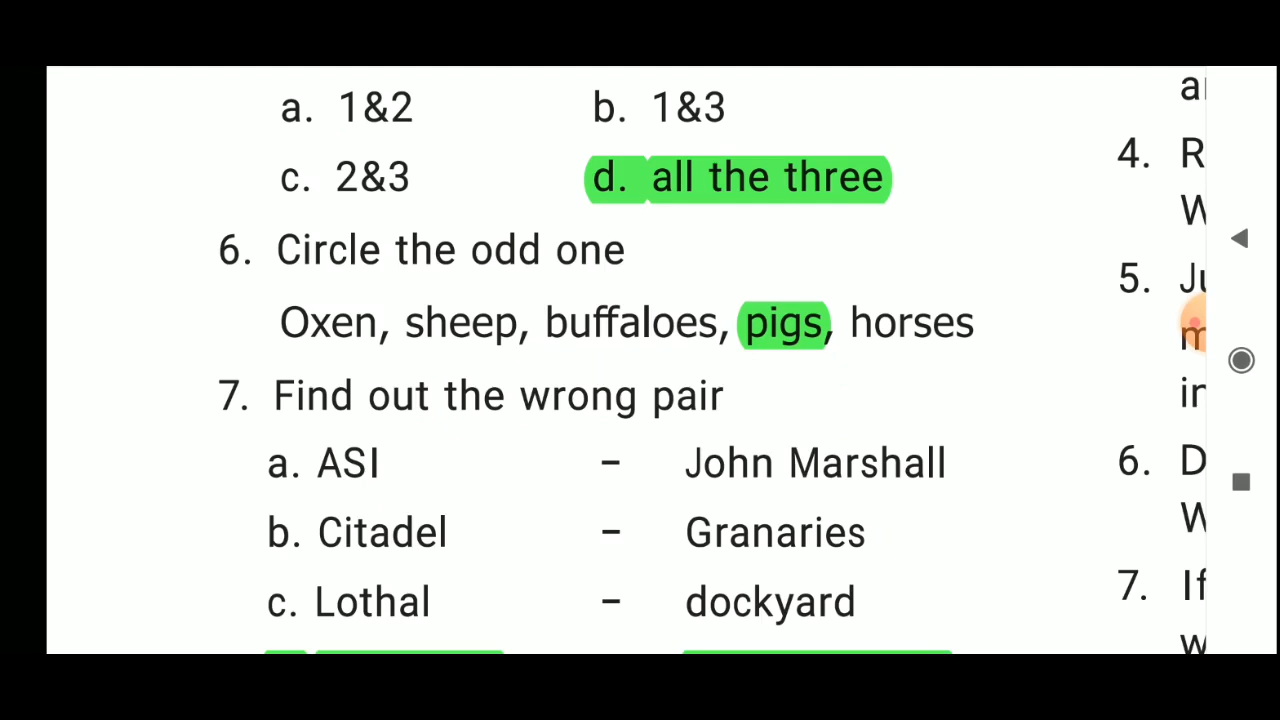 a. 1&2 b. 1&3
c. 2&3 d. all the three
6. Circle the odd one
Oxen, sheep, buffaloes, pigs, horses
7. Find out the wrong pair
a. ASI – John Marshall
b. Citadel – Granaries
c. Lothal – dockyard
4.
5.
6.
7. If